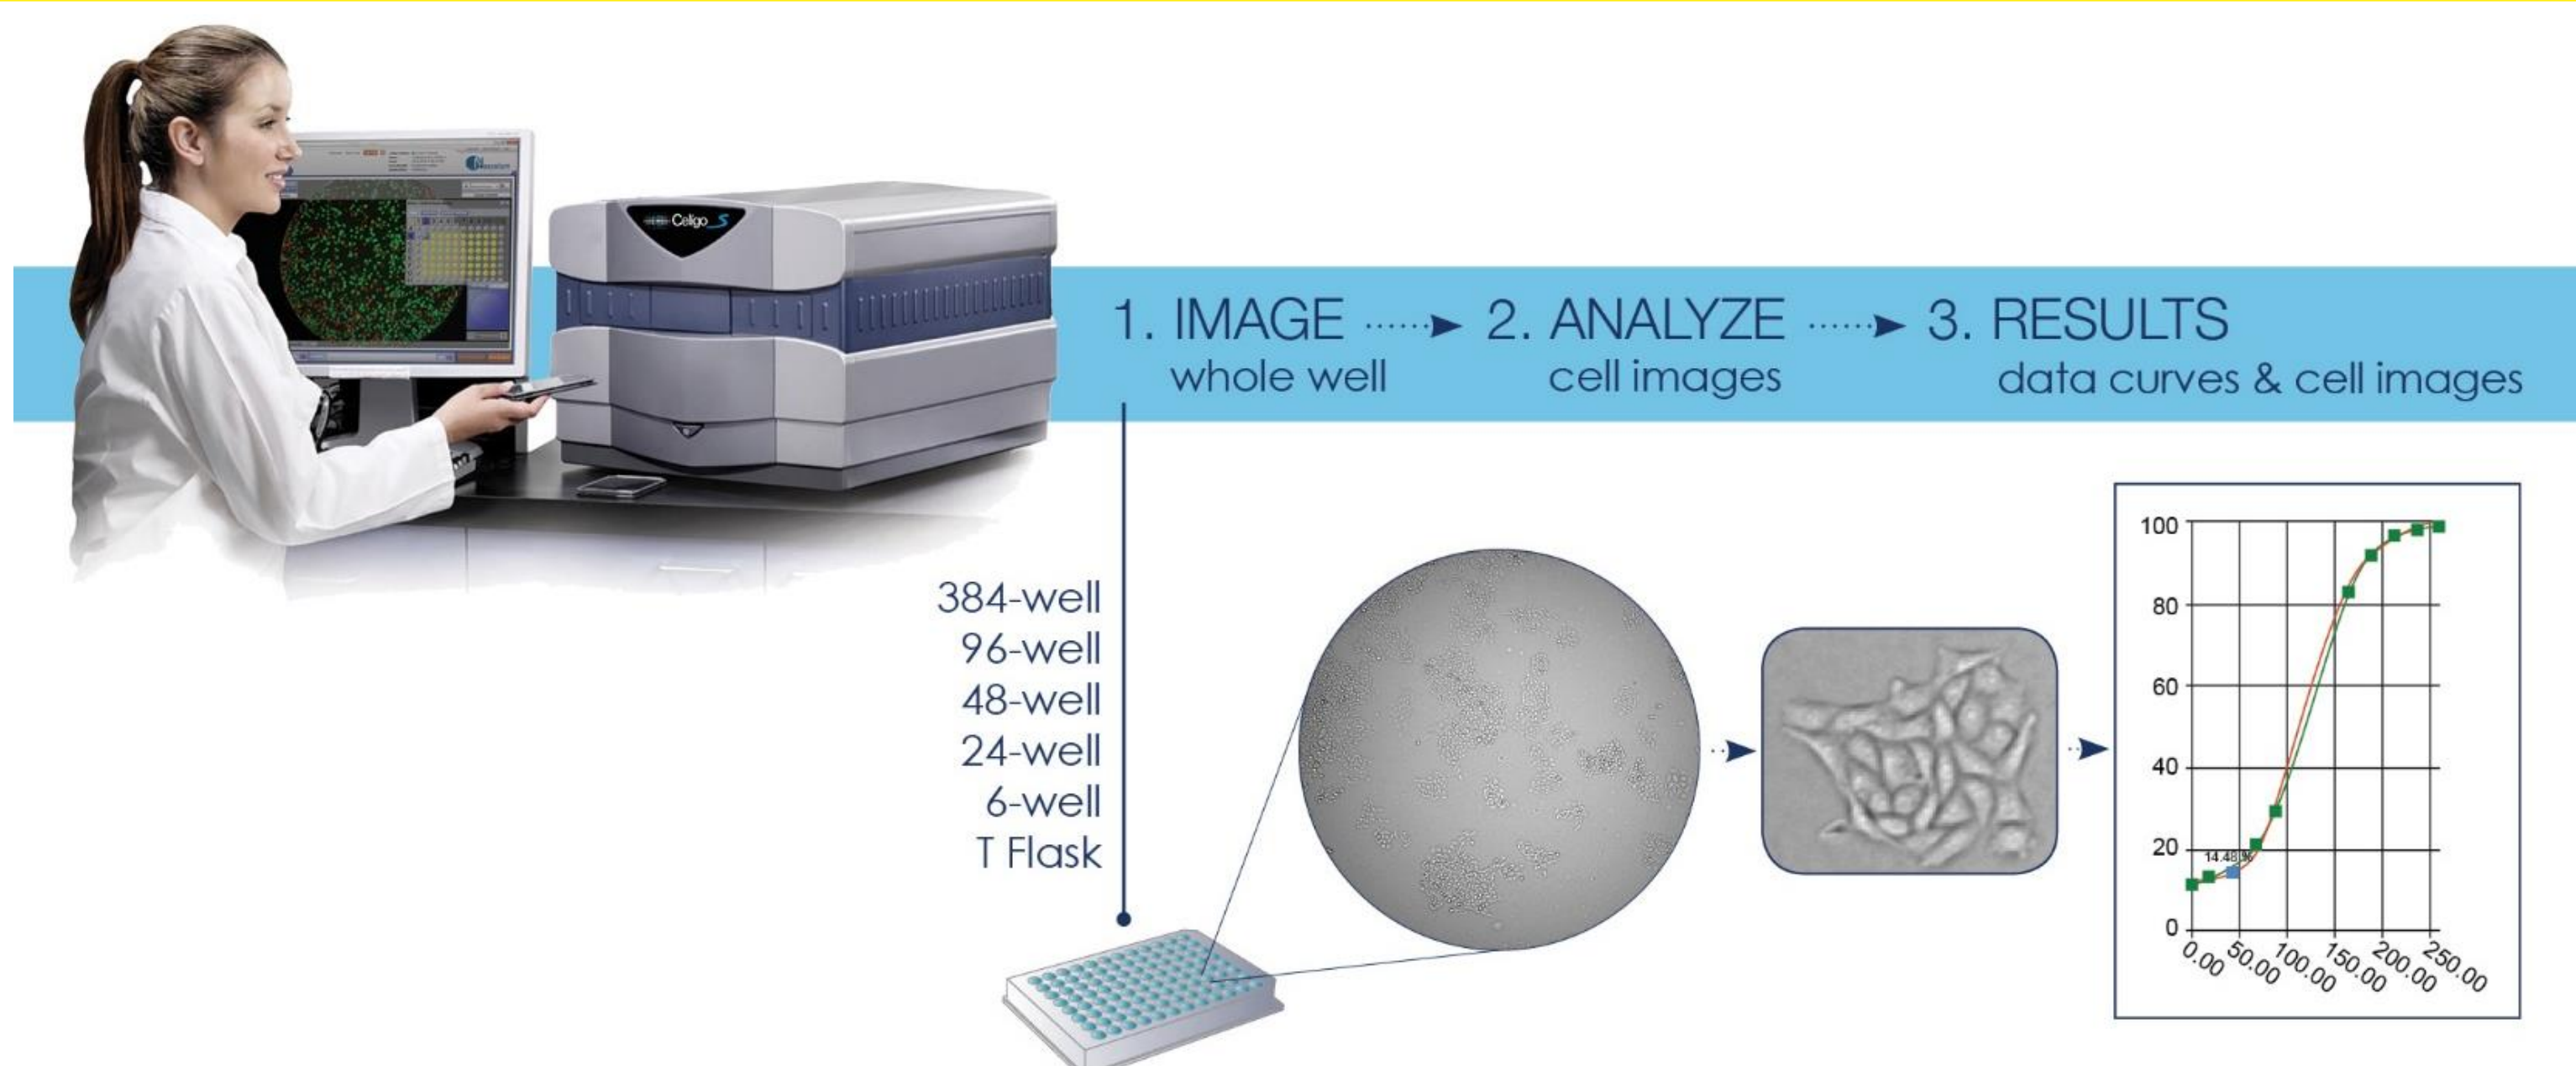 Celigo S
1. IMAGE
whole well
2. ANALYZE
cell images
3. RESULTS
data curves & cell images
384-well
96-well
48-well
24-well
6-well
T Flask
100
80
60
40
20
0
14.48 %
0.00
50.00
100.00
150.00
200.00
250.00